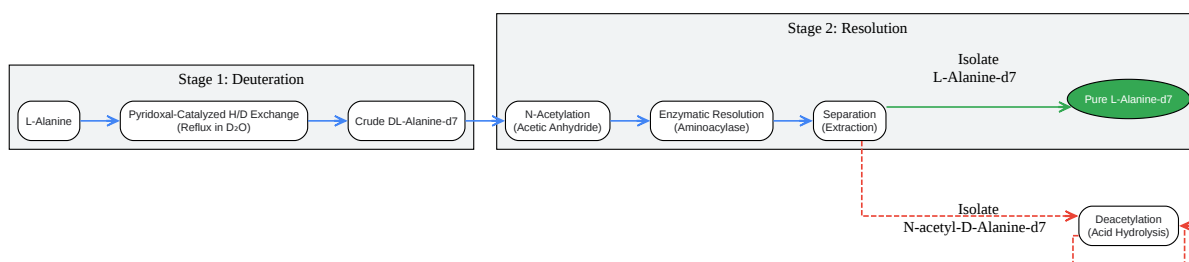 Stage 1: Deuteration
L-Alanine
Pyridoxal-Catalyzed H/D Exchange
(Reflux in D₂O)
Crude DL-Alanine-d7
Stage 2: Resolution
N-Acetylation
(Acetic Anhydride)
Enzymatic Resolution
(Aminoacylase)
Separation
(Extraction)
Isolate
L-Alanine-d7
Pure L-Alanine-d7
Isolate
N-acetyl-D-Alanine-d7
Deacetylation
(Acid Hydrolysis)